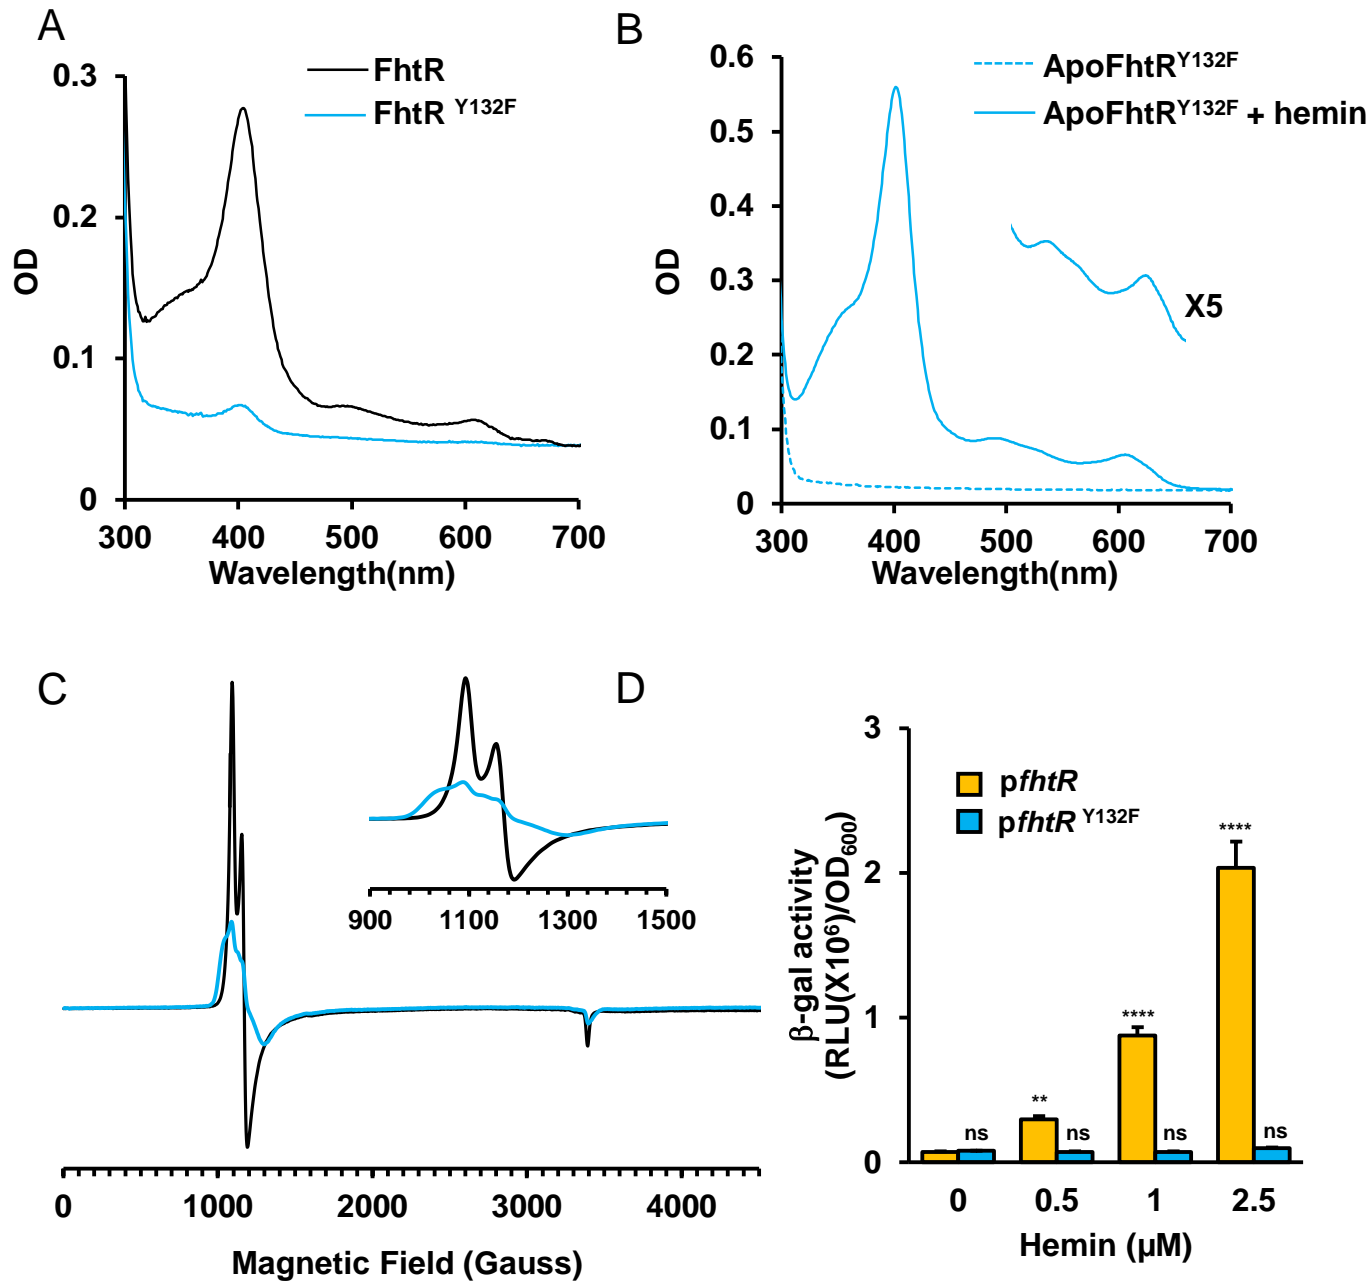 A
FhtR
FhtR Y132F
0.3
0.2
0.1
0
OD
300 400 500 600 700
Wavelength(nm)
B
ApoFhtRY132F
ApoFhtRY132F + hemin
0.6
0.5
0.4
0.3
0.2
0.1
0
OD
X5
300 400 500 600 700
Wavelength(nm)
C
900 1100 1300 1500
0 1000 2000 3000 4000
Magnetic Field (Gauss)
D
3
2
1
0
β-gal activity
(RLU(X10⁶)/OD₆₀₀)
pfhtR
pfhtR Y132F
ns ** ns **** ns **** ns
0 0.5 1 2.5
Hemin (µM)